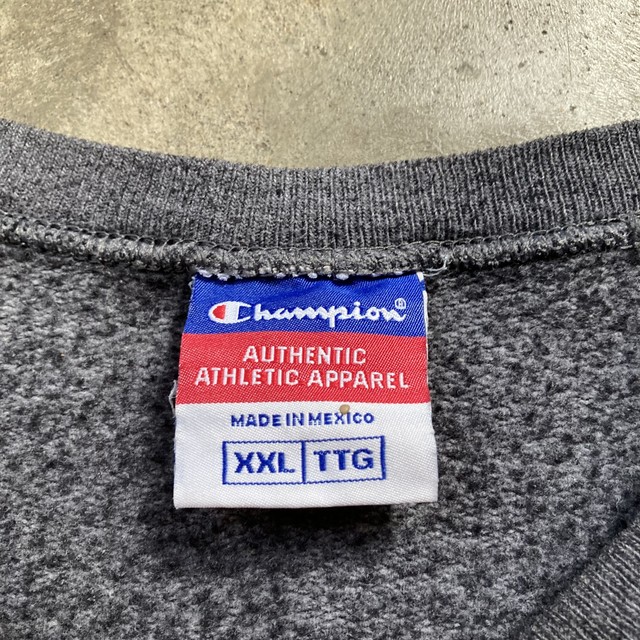 Champion®
AUTHENTIC
ATHLETIC APPAREL
MADE IN MEXICO
XXL TTG